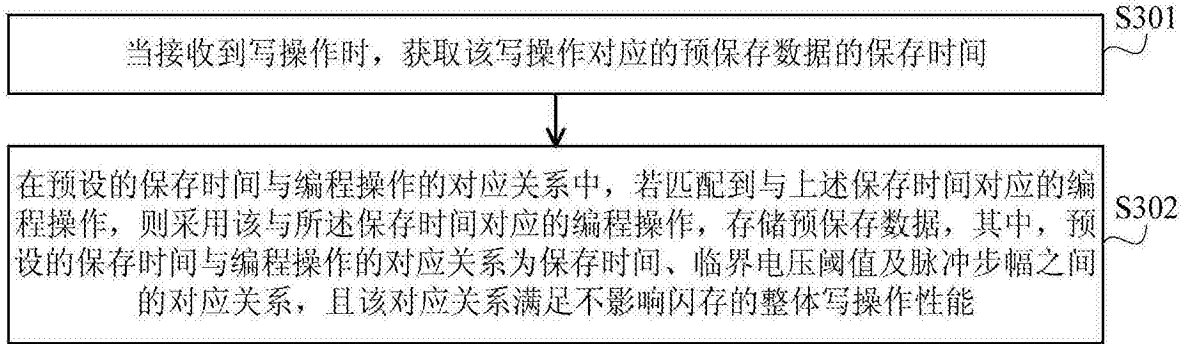 S301
当接收到写操作时，获取该写操作对应的预保存数据的保存时间
在预设的保存时间与编程操作的对应关系中，若匹配到与上述保存时间对应的编
程操作，则采用该与所述保存时间对应的编程操作，存储预保存数据，其中，预
设的保存时间与编程操作的对应关系为保存时间、临界电压阈值及脉冲步幅之间
的对应关系，且该对应关系满足不影响闪存的整体写操作性能
S302